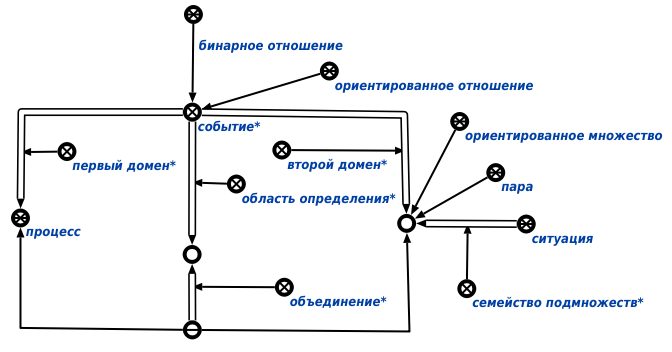 бинарное отношение
ориентированное отношение
событие*
ориентированное множество
первый домен*
второй домен*
пара
область определения*
процесс
ситуация
объединение*
семейство подмножеств*